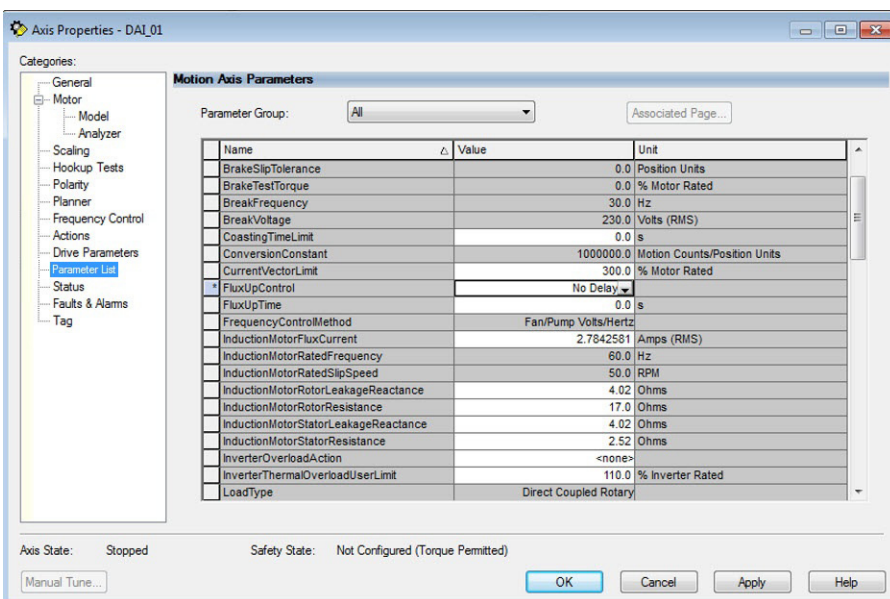 Axis Properties - DAI_01
Categories:
General
Motor
Model
Analyzer
Scaling
Hookup Tests
Polarity
Planner
Frequency Control
Actions
Drive Parameters
Parameter List
Status
Faults & Alarms
Tag
Motion Axis Parameters
Parameter Group: All Associated Page...
Name Value Unit
BrakeSlipTolerance 0.0 Position Units
BrakeTestTorque 0.0 % Motor Rated
BreakFrequency 30.0 Hz
BreakVoltage 230.0 Volts (RMS)
CoastingTimeLimit 0.0 s
ConversionConstant 1000000.0 Motion Counts/Position Units
CurrentVectorLimit 300.0 % Motor Rated
* FluxUpControl No Delay
FluxUpTime 0.0 s
FrequencyControlMethod Fan/Pump Volts/Hertz
InductionMotorFluxCurrent 2.7842581 Amps (RMS)
InductionMotorRatedFrequency 60.0 Hz
InductionMotorRatedSlipSpeed 50.0 RPM
InductionMotorRotorLeakageReactance 4.02 Ohms
InductionMotorRotorResistance 17.0 Ohms
InductionMotorStatorLeakageReactance 4.02 Ohms
InductionMotorStatorResistance 2.52 Ohms
InverterOverloadAction <none>
InverterThermalOverloadUserLimit 110.0 % Inverter Rated
LoadType Direct Coupled Rotary
Axis State: Stopped Safety State: Not Configured (Torque Permitted)
Manual Tune... OK Cancel Apply Help